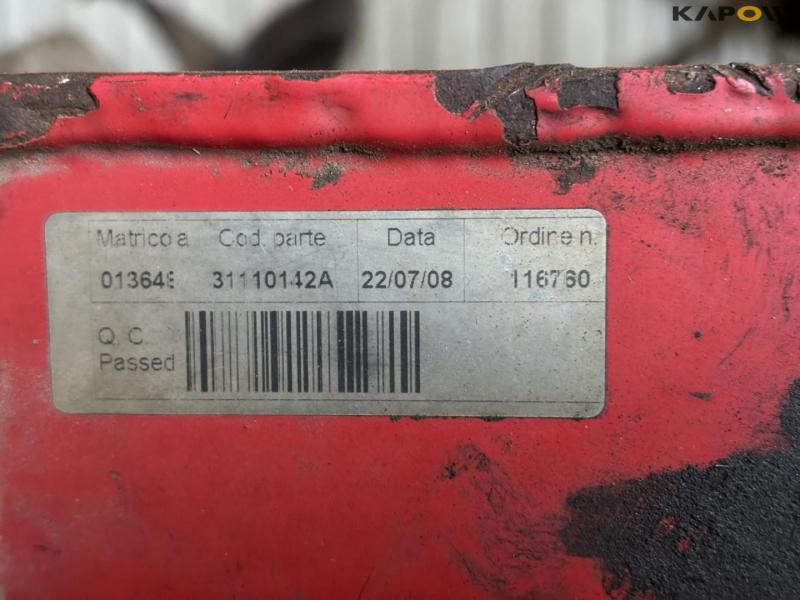 KAPOW
Matricola Cod. parte Data Ordine n.
31110142A 22/07/08 116760
Q.C
Passed